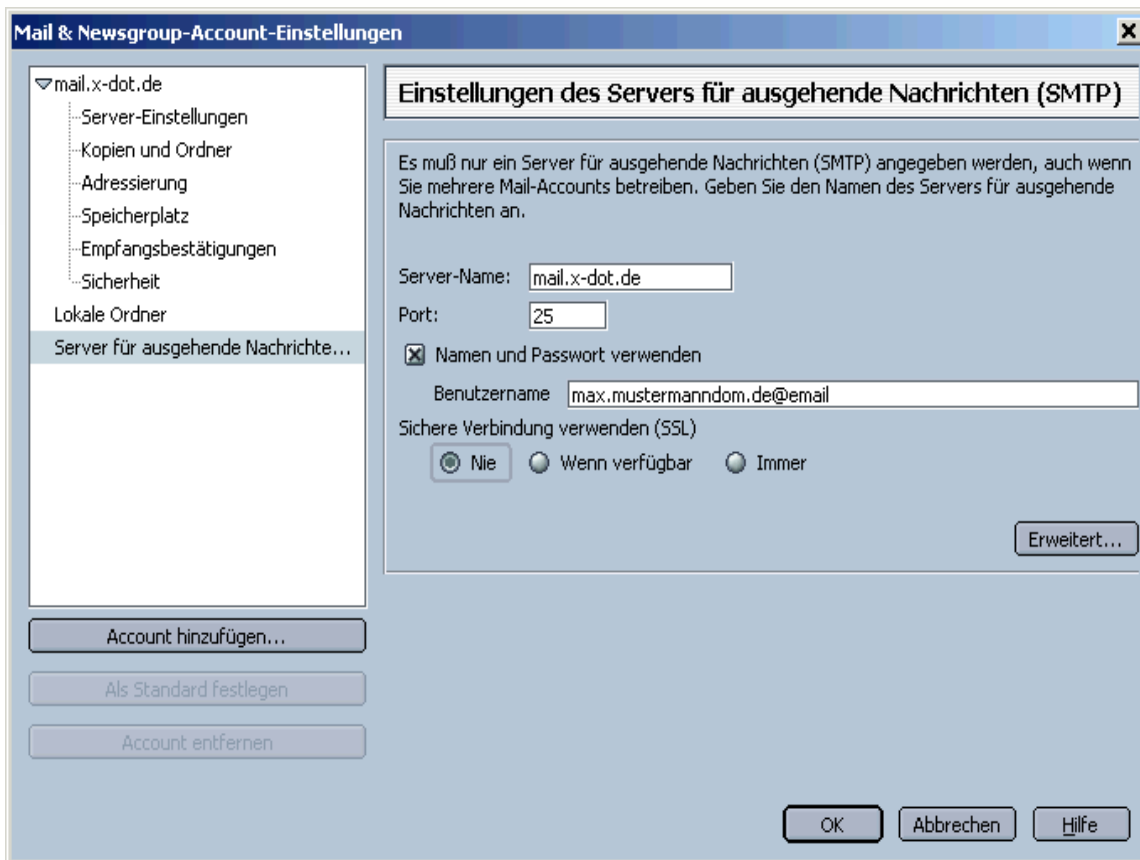 Mail & Newsgroup-Account-Einstellungen
mail.x-dot.de
Server-Einstellungen
Kopien und Ordner
Adressierung
Speicherplatz
Empfangsbestätigungen
Sicherheit
Lokale Ordner
Server für ausgehende Nachrichte...
Account hinzufügen...
Als Standard festlegen
Account entfernen
Einstellungen des Servers für ausgehende Nachrichten (SMTP)
Es muß nur ein Server für ausgehende Nachrichten (SMTP) angegeben werden, auch wenn
Sie mehrere Mail-Accounts betreiben. Geben Sie den Namen des Servers für ausgehende
Nachrichten an.
Server-Name: mail.x-dot.de
Port: 25
Namen und Passwort verwenden
Benutzername max.mustermanndom.de@email
Sichere Verbindung verwenden (SSL)
Nie Wenn verfügbar Immer
Erweitert...
OK Abbrechen Hilfe